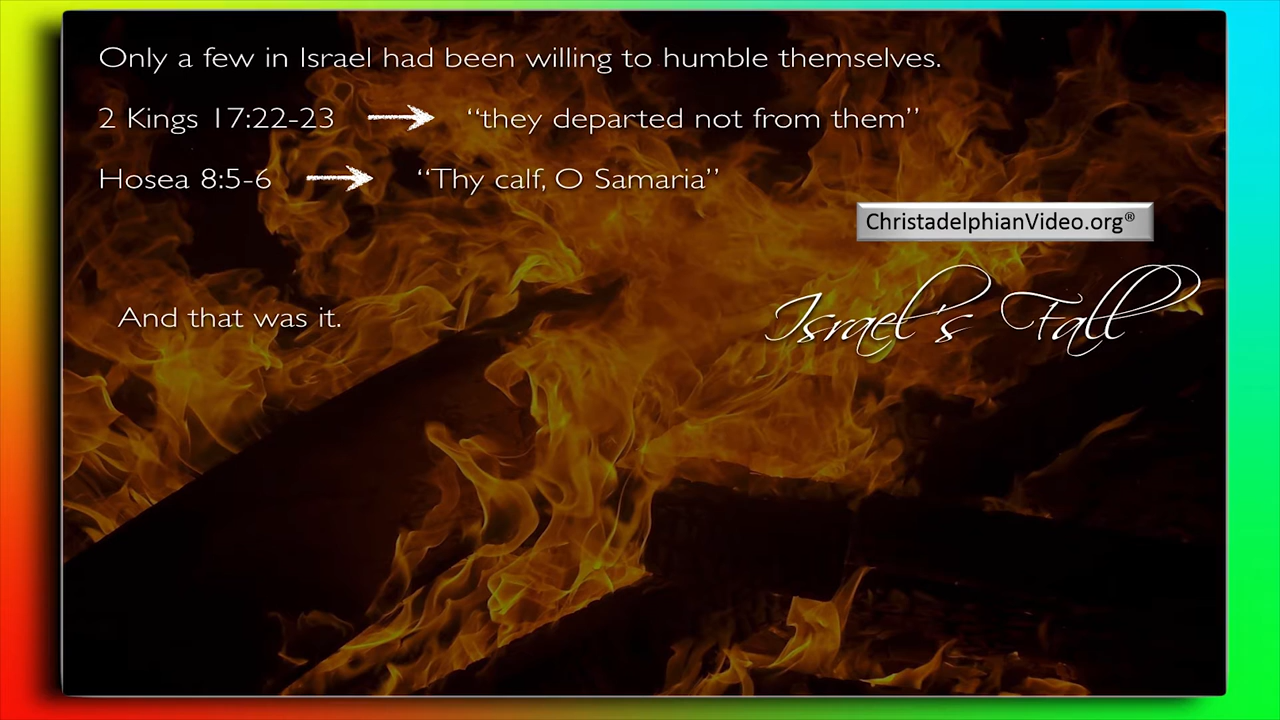 Only a few in Israel had been willing to humble themselves.
2 Kings 17:22-23 “they departed not from them”
Hosea 8:5-6 “Thy calf, O Samaria”
ChristadelphianVideo.org®
Israel's Fall
And that was it.